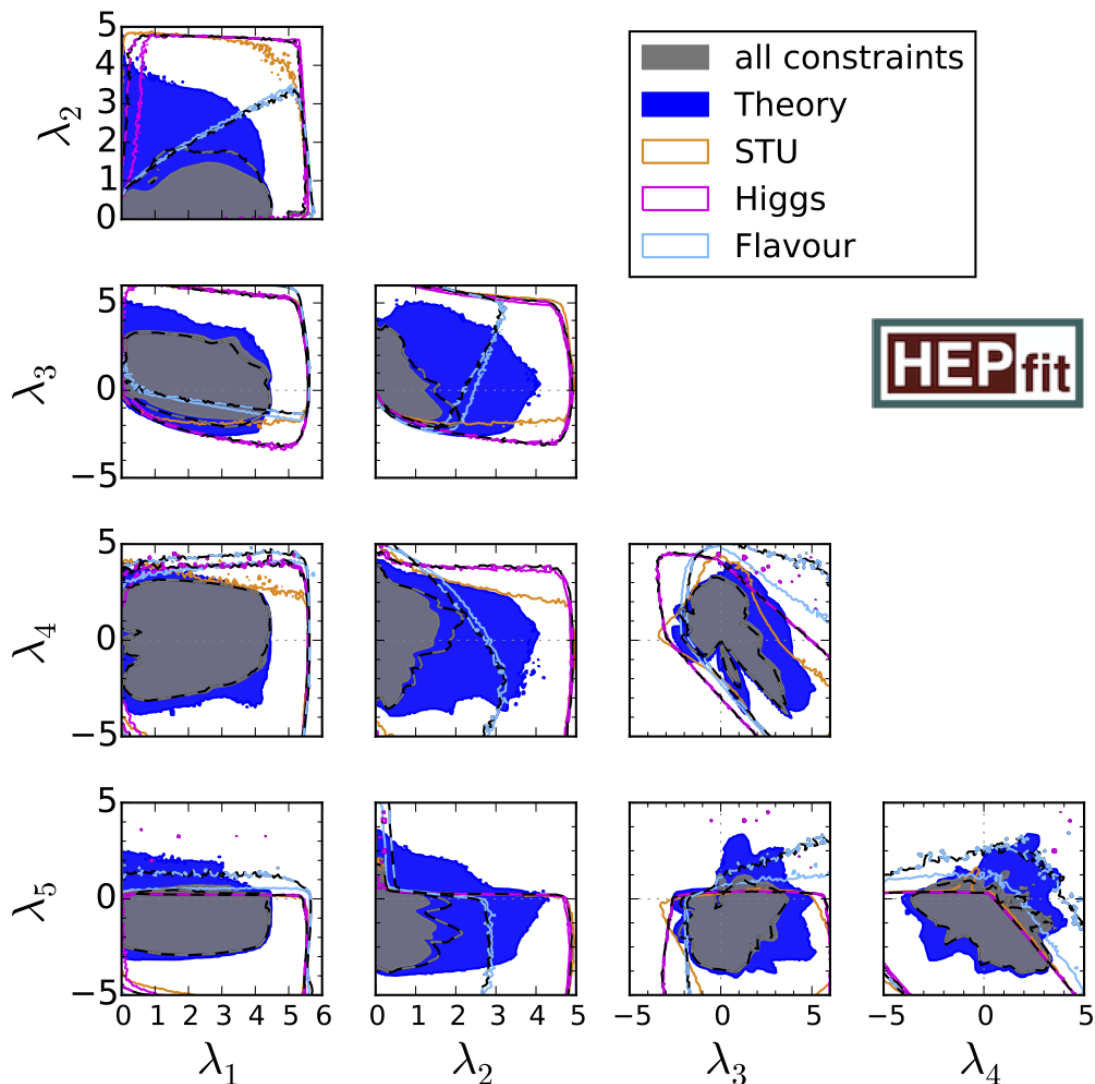 5
4
3
2
1
0
λ2
all constraints
Theory
STU
Higgs
Flavour
5
0
−5
λ3
HEPfit
5
0
−5
λ4
5
0
−5
λ5
0 1 2 3 4 5 6
0 1 2 3 4 5
−5 0 5
−5 0 5
λ1 λ2 λ3 λ4